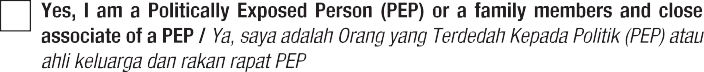 Yes, I am a Politically Exposed Person (PEP) or a family members and close
associate of a PEP / Ya, saya adalah Orang yang Terdedah Kepada Politik (PEP) atau
ahli keluarga dan rakan rapat PEP